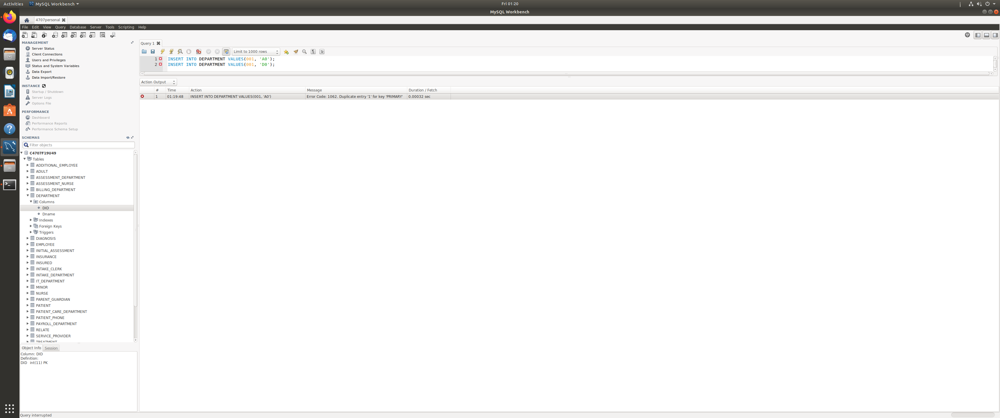 Activities MySQL Workbench Fri 01:20
MySQL Workbench
4707personal
File Edit View Query Database Server Tools Scripting Help
MANAGEMENT
Server Status
Client Connections
Users and Privileges
Status and System Variables
Data Export
Data Import/Restore
INSTANCE
Startup / Shutdown
Server Logs
Options File
PERFORMANCE
Dashboard
Performance Reports
Performance Schema Setup
SCHEMAS
Filter objects
C4707F19U49
Tables
ADDITIONAL_EMPLOYEE
ADULT
ASSESSMENT_DEPARTMENT
ASSESSMENT_NURSE
BILLING_DEPARTMENT
DEPARTMENT
Columns
DID
Dname
Indexes
Foreign Keys
Triggers
DIAGNOSIS
EMPLOYEE
INITIAL_ASSESSMENT
INSURANCE
INSURED
INTAKE_CLERK
INTAKE_DEPARTMENT
IT_DEPARTMENT
MINOR
NURSE
PARENT_GUARDIAN
PATIENT
PATIENT_CARE_DEPARTMENT
PATIENT_PHONE
PAYROLL_DEPARTMENT
RELATE
SERVICE_PROVIDER
TREATMENT
Object Info Session
Column: DID
Definition:
DID int(11) PK
Query 1
Limit to 1000 rows
1 INSERT INTO DEPARTMENT VALUES(001, 'A0');
2 INSERT INTO DEPARTMENT VALUES(001, 'D0');
Action Output
# Time Action Message Duration / Fetch
1 01:19:48 INSERT INTO DEPARTMENT VALUES(001, 'A0') Error Code: 1062. Duplicate entry '1' for key 'PRIMARY' 0.00032 sec
Query interrupted